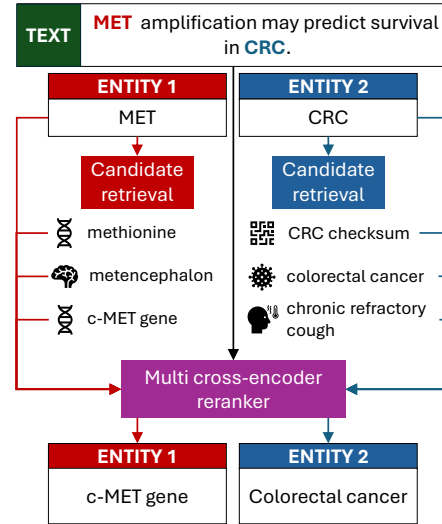 TEXT
MET amplification may predict survival
in CRC.
ENTITY 1
MET
Candidate
retrieval
methionine
metencephalon
c-MET gene
ENTITY 2
CRC
Candidate
retrieval
CRC checksum
colorectal cancer
chronic refractory
cough
Multi cross-encoder
reranker
ENTITY 1
c-MET gene
ENTITY 2
Colorectal cancer